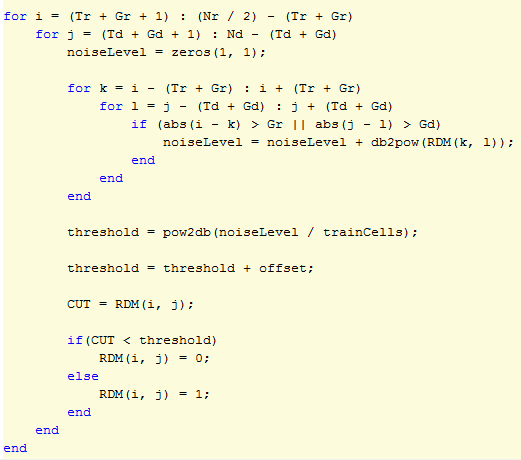 for i = (Tr + Gr + 1) : (Nr / 2) - (Tr + Gr)
    for j = (Td + Gd + 1) : Nd - (Td + Gd)
        noiseLevel = zeros(1, 1);

        for k = i - (Tr + Gr) : i + (Tr + Gr)
            for l = j - (Td + Gd) : j + (Td + Gd)
                if (abs(i - k) > Gr || abs(j - l) > Gd)
                    noiseLevel = noiseLevel + db2pow(RDM(k, l));
                end
            end
        end

        threshold = pow2db(noiseLevel / trainCells);

        threshold = threshold + offset;

        CUT = RDM(i, j);

        if(CUT < threshold)
            RDM(i, j) = 0;
        else
            RDM(i, j) = 1;
        end
    end
end